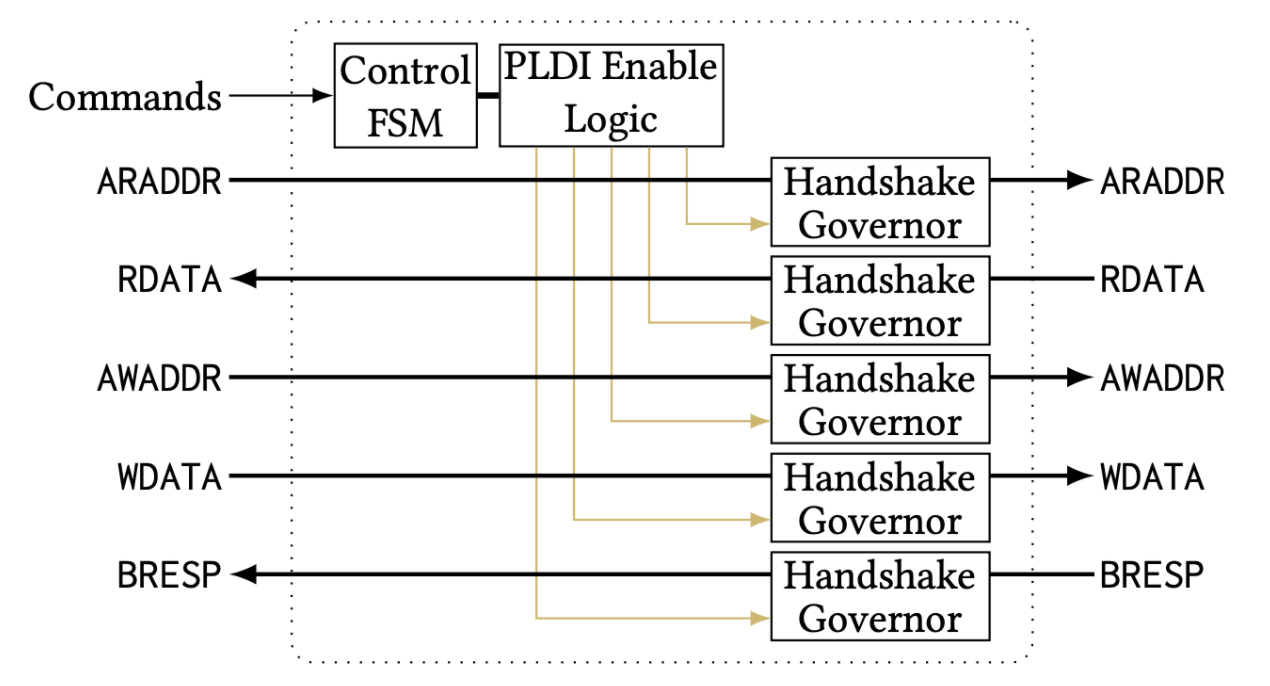 Commands
Control
FSM
PLDI Enable
Logic
ARADDR
Handshake
Governor
ARADDR
RDATA
Handshake
Governor
RDATA
AWADDR
Handshake
Governor
AWADDR
WDATA
Handshake
Governor
WDATA
BRESP
Handshake
Governor
BRESP